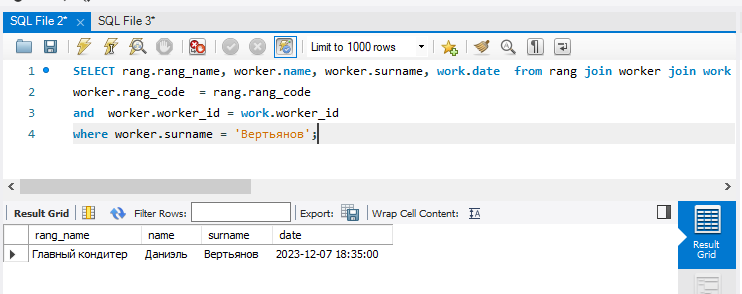 SQL File 2* SQL File 3*
Limit to 1000 rows
1 SELECT rang.rang_name, worker.name, worker.surname, work.date from rang join worker join work
2 worker.rang_code = rang.rang_code
3 and worker.worker_id = work.worker_id
4 where worker.surname = 'Вертьянов';
Result Grid Filter Rows: Export: Wrap Cell Content: IA
rang_name name surname date
Главный кондитер Даниэль Вертьянов 2023-12-07 18:35:00
Result
Grid